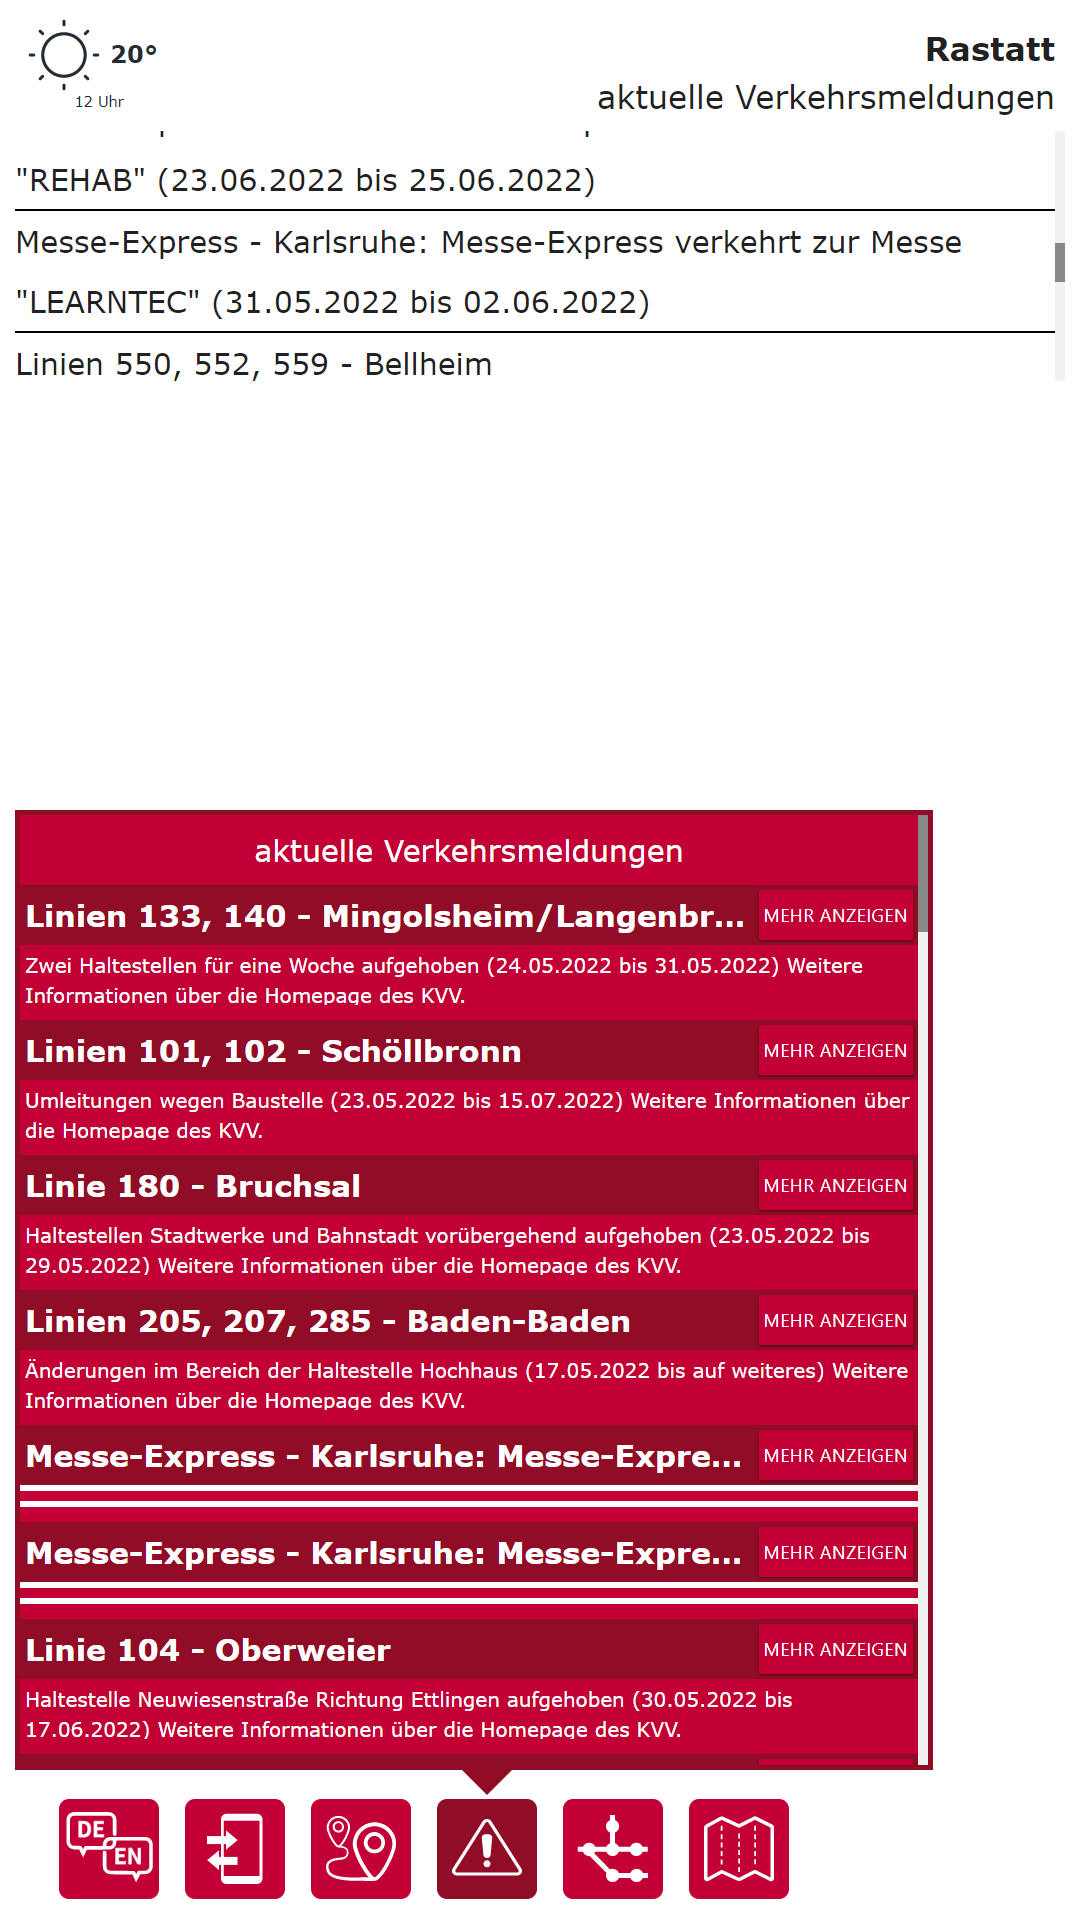 20°
12 Uhr
Rastatt
aktuelle Verkehrsmeldungen
"REHAB" (23.06.2022 bis 25.06.2022)
Messe-Express - Karlsruhe: Messe-Express verkehrt zur Messe
"LEARNTEC" (31.05.2022 bis 02.06.2022)
Linien 550, 552, 559 - Bellheim
aktuelle Verkehrsmeldungen
Linien 133, 140 - Mingolsheim/Langenbr...
MEHR ANZEIGEN
Zwei Haltestellen für eine Woche aufgehoben (24.05.2022 bis 31.05.2022) Weitere
Informationen über die Homepage des KVV.
Linien 101, 102 - Schöllbronn
MEHR ANZEIGEN
Umleitungen wegen Baustelle (23.05.2022 bis 15.07.2022) Weitere Informationen über
die Homepage des KVV.
Linie 180 - Bruchsal
MEHR ANZEIGEN
Haltestellen Stadtwerke und Bahnstadt vorübergehend aufgehoben (23.05.2022 bis
29.05.2022) Weitere Informationen über die Homepage des KVV.
Linien 205, 207, 285 - Baden-Baden
MEHR ANZEIGEN
Änderungen im Bereich der Haltestelle Hochhaus (17.05.2022 bis auf weiteres) Weitere
Informationen über die Homepage des KVV.
Messe-Express - Karlsruhe: Messe-Expre...
MEHR ANZEIGEN
Messe-Express - Karlsruhe: Messe-Expre...
MEHR ANZEIGEN
Linie 104 - Oberweier
MEHR ANZEIGEN
Haltestelle Neuwiesenstraße Richtung Ettlingen aufgehoben (30.05.2022 bis
17.06.2022) Weitere Informationen über die Homepage des KVV.
DE
EN